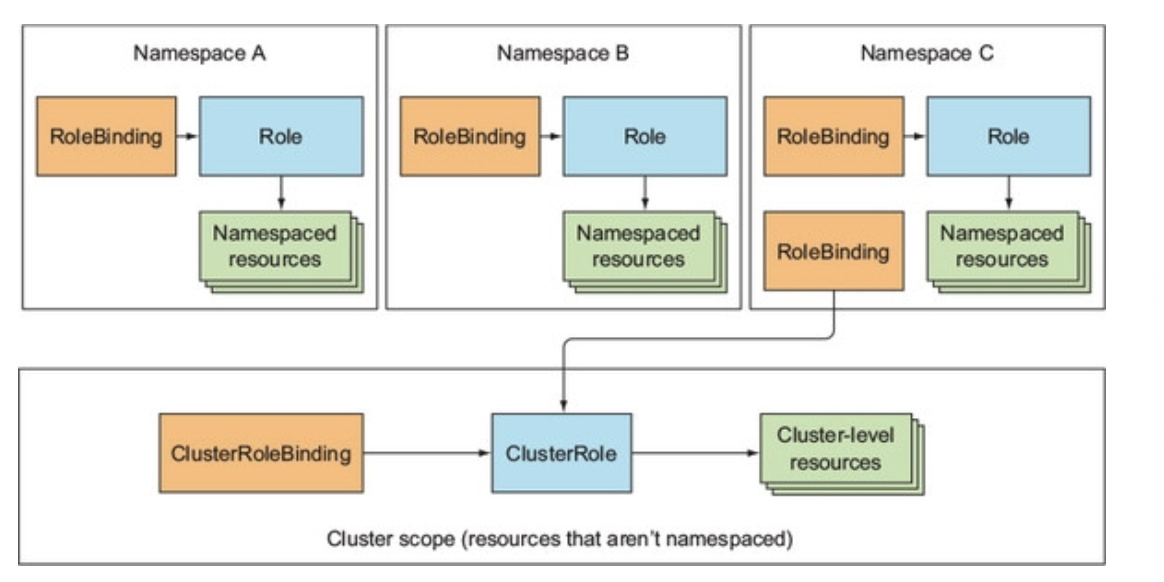 Namespace A
Namespace B
Namespace C
RoleBinding
Role
RoleBinding
Role
RoleBinding
Role
Namespaced
resources
Namespaced
resources
RoleBinding
Namespaced
resources
ClusterRoleBinding
ClusterRole
Cluster-level
resources
Cluster scope (resources that aren't namespaced)